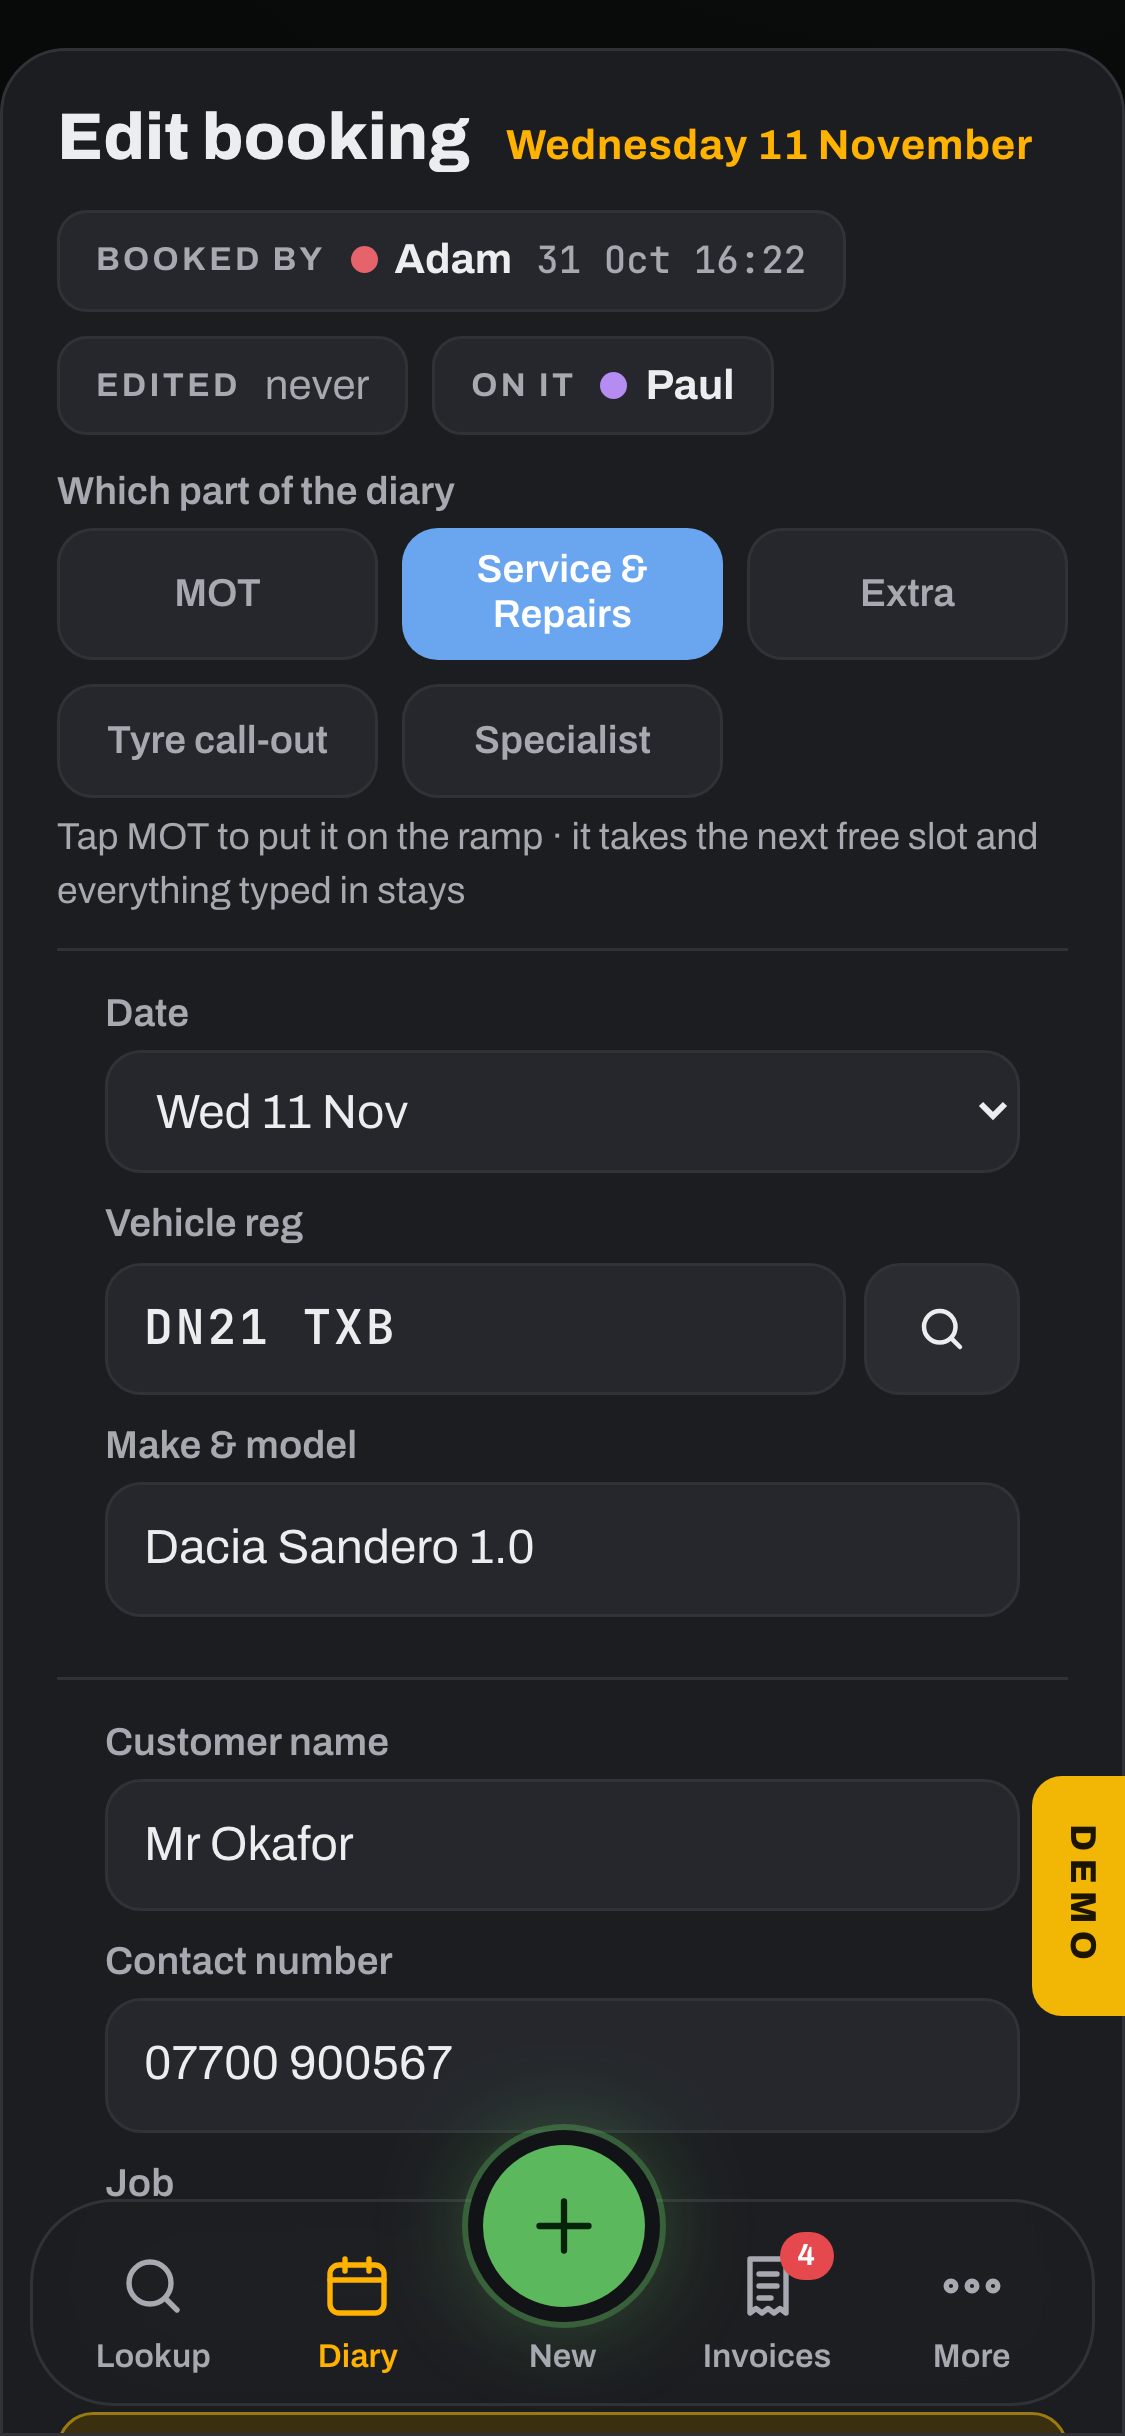 Edit booking Wednesday 11 November
BOOKED BY Adam 31 Oct 16:22
EDITED never ON IT Paul
Which part of the diary
MOT
Service &
Repairs
Extra
Tyre call-out
Specialist
Tap MOT to put it on the ramp · it takes the next free slot and
everything typed in stays
Date
Wed 11 Nov
Vehicle reg
DN21 TXB
Make & model
Dacia Sandero 1.0
Customer name
Mr Okafor
DEMO
Contact number
07700 900567
Job
4
Lookup Diary New Invoices More